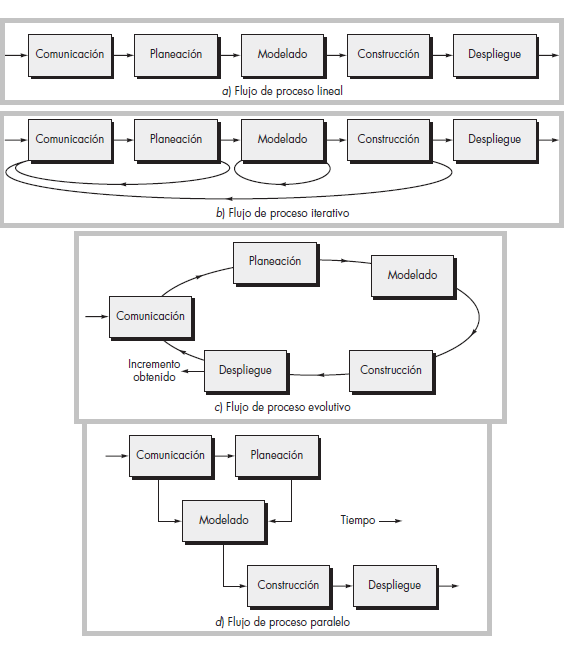 Comunicación Planeación Modelado Construcción Despliegue
a) Flujo de proceso lineal
Comunicación Planeación Modelado Construcción Despliegue
b) Flujo de proceso iterativo
Planeación
Modelado
Comunicación
Incremento
obtenido
Despliegue
Construcción
c) Flujo de proceso evolutivo
Comunicación Planeación
Modelado
Tiempo
Construcción Despliegue
d) Flujo de proceso paralelo